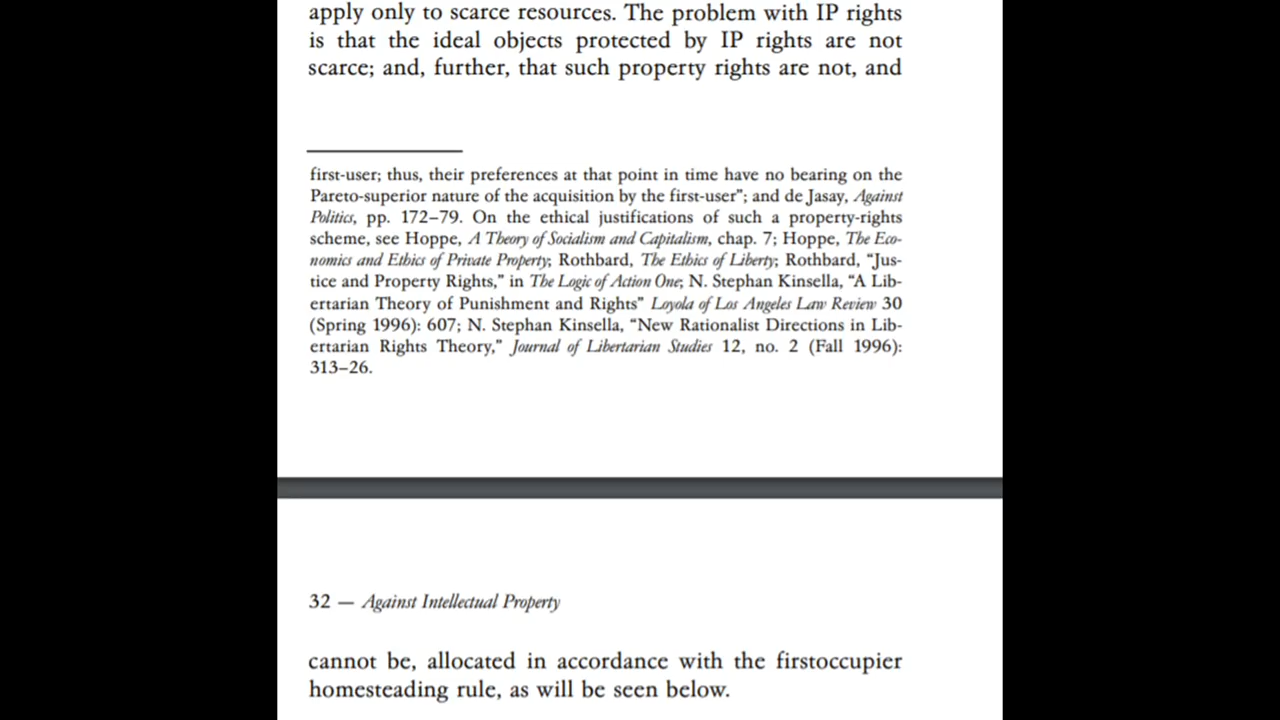 apply only to scarce resources. The problem with IP rights
is that the ideal objects protected by IP rights are not
scarce; and, further, that such property rights are not, and
first-user; thus, their preferences at that point in time have no bearing on the
Pareto-superior nature of the acquisition by the first-user”; and de Jasay, Against
Politics, pp. 172–79. On the ethical justifications of such a property-rights
scheme, see Hoppe, A Theory of Socialism and Capitalism, chap. 7; Hoppe, The Eco-
nomics and Ethics of Private Property; Rothbard, The Ethics of Liberty; Rothbard, “Jus-
tice and Property Rights,” in The Logic of Action One; N. Stephan Kinsella, “A Lib-
ertarian Theory of Punishment and Rights” Loyola of Los Angeles Law Review 30
(Spring 1996): 607; N. Stephan Kinsella, “New Rationalist Directions in Lib-
ertarian Rights Theory,” Journal of Libertarian Studies 12, no. 2 (Fall 1996):
313–26.
32 — Against Intellectual Property
cannot be, allocated in accordance with the firstoccupier
homesteading rule, as will be seen below.